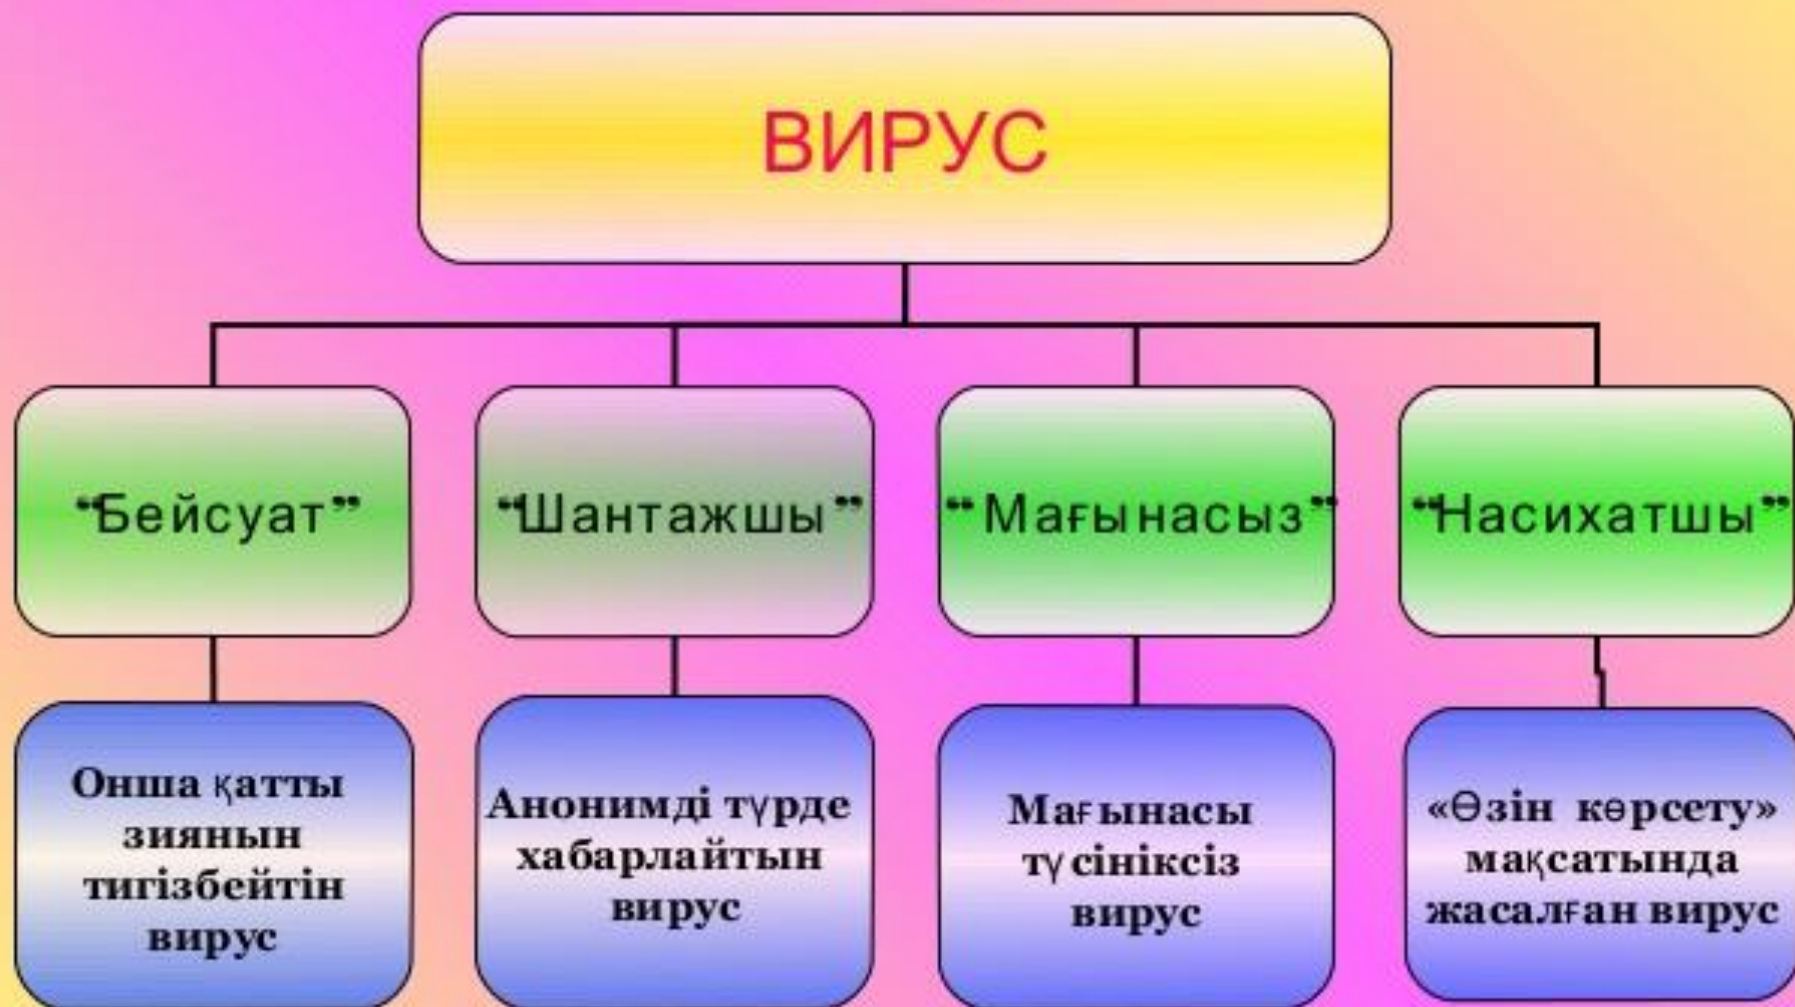 ВИРУС
“Бейсуат”
“Шантажшы”
“Мағынасыз”
“Насихатшы”
Онша қатты
зиянын
тигізбейтін
вирус
Анонимді түрде
хабарлайтын
вирус
Мағынасы
түсініксіз
вирус
«Өзін көрсету»
мақсатында
жасалған вирус